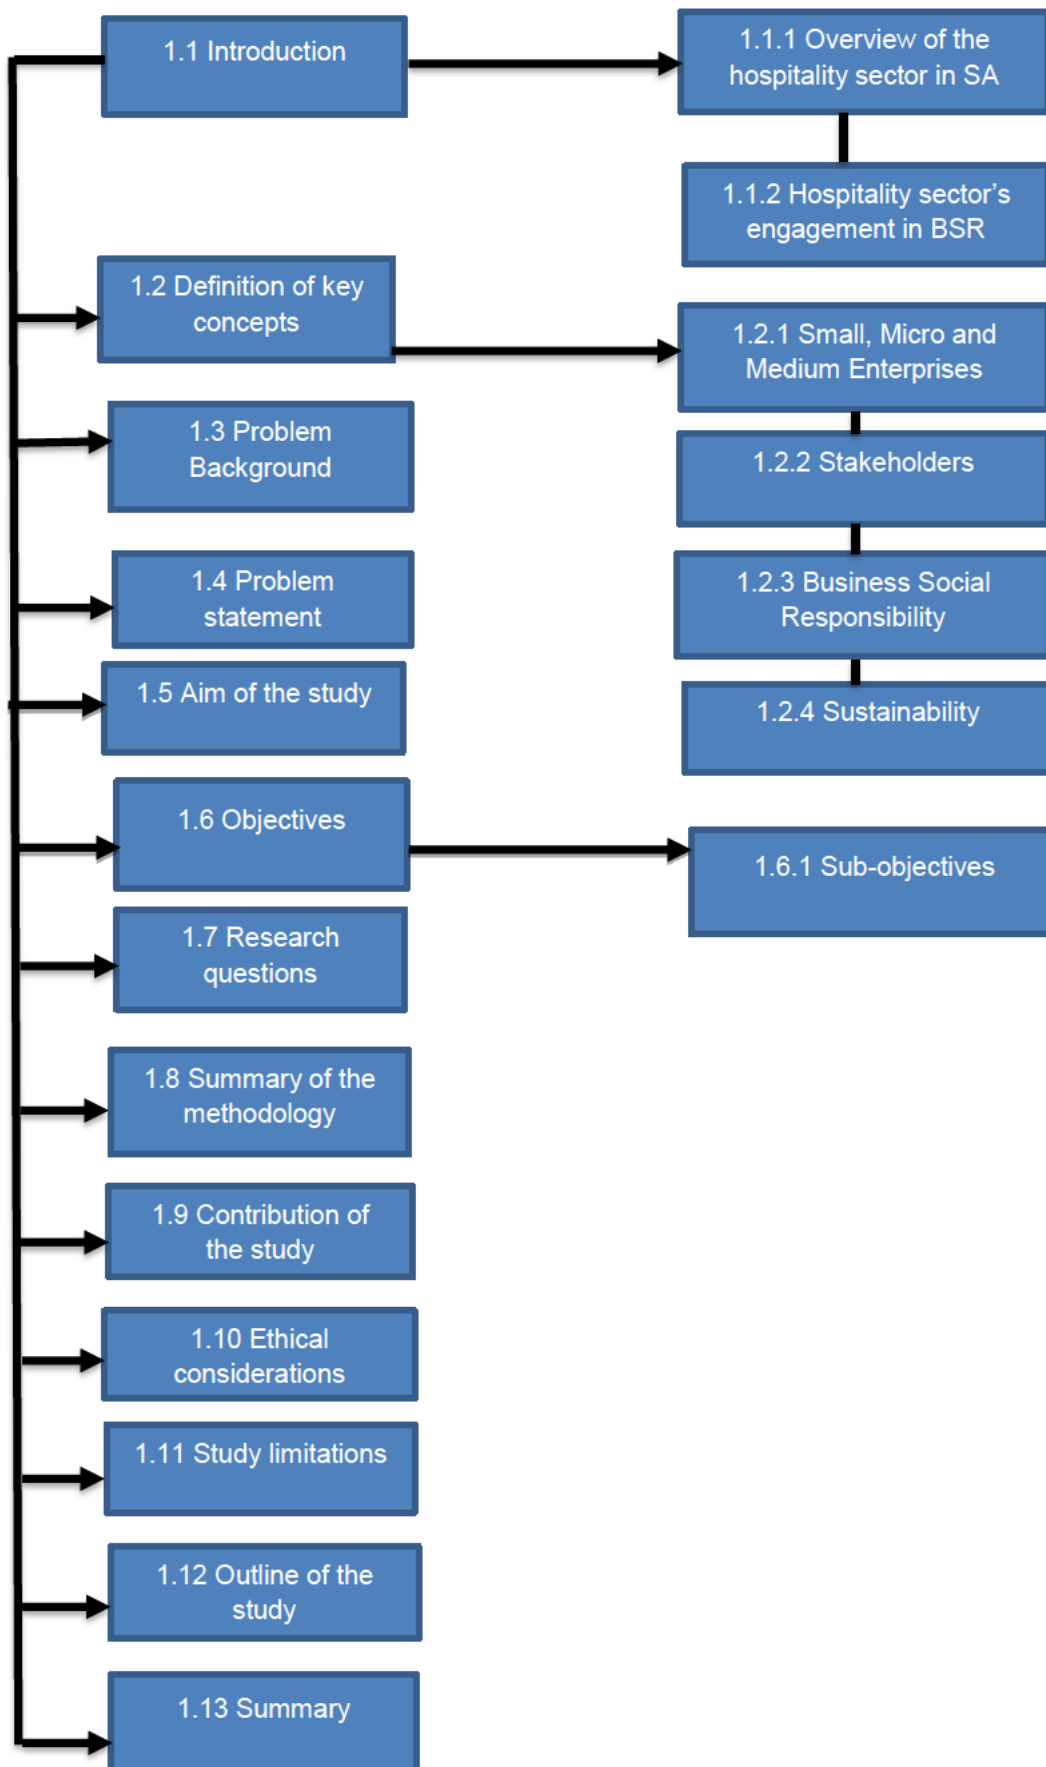 1.1 Introduction
1.1.1 Overview of the
hospitality sector in SA
1.1.2 Hospitality sector’s
engagement in BSR
1.2 Definition of key
concepts
1.2.1 Small, Micro and
Medium Enterprises
1.2.2 Stakeholders
1.2.3 Business Social
Responsibility
1.2.4 Sustainability
1.3 Problem
Background
1.4 Problem
statement
1.5 Aim of the study
1.6 Objectives
1.6.1 Sub-objectives
1.7 Research
questions
1.8 Summary of the
methodology
1.9 Contribution of
the study
1.10 Ethical
considerations
1.11 Study limitations
1.12 Outline of the
study
1.13 Summary